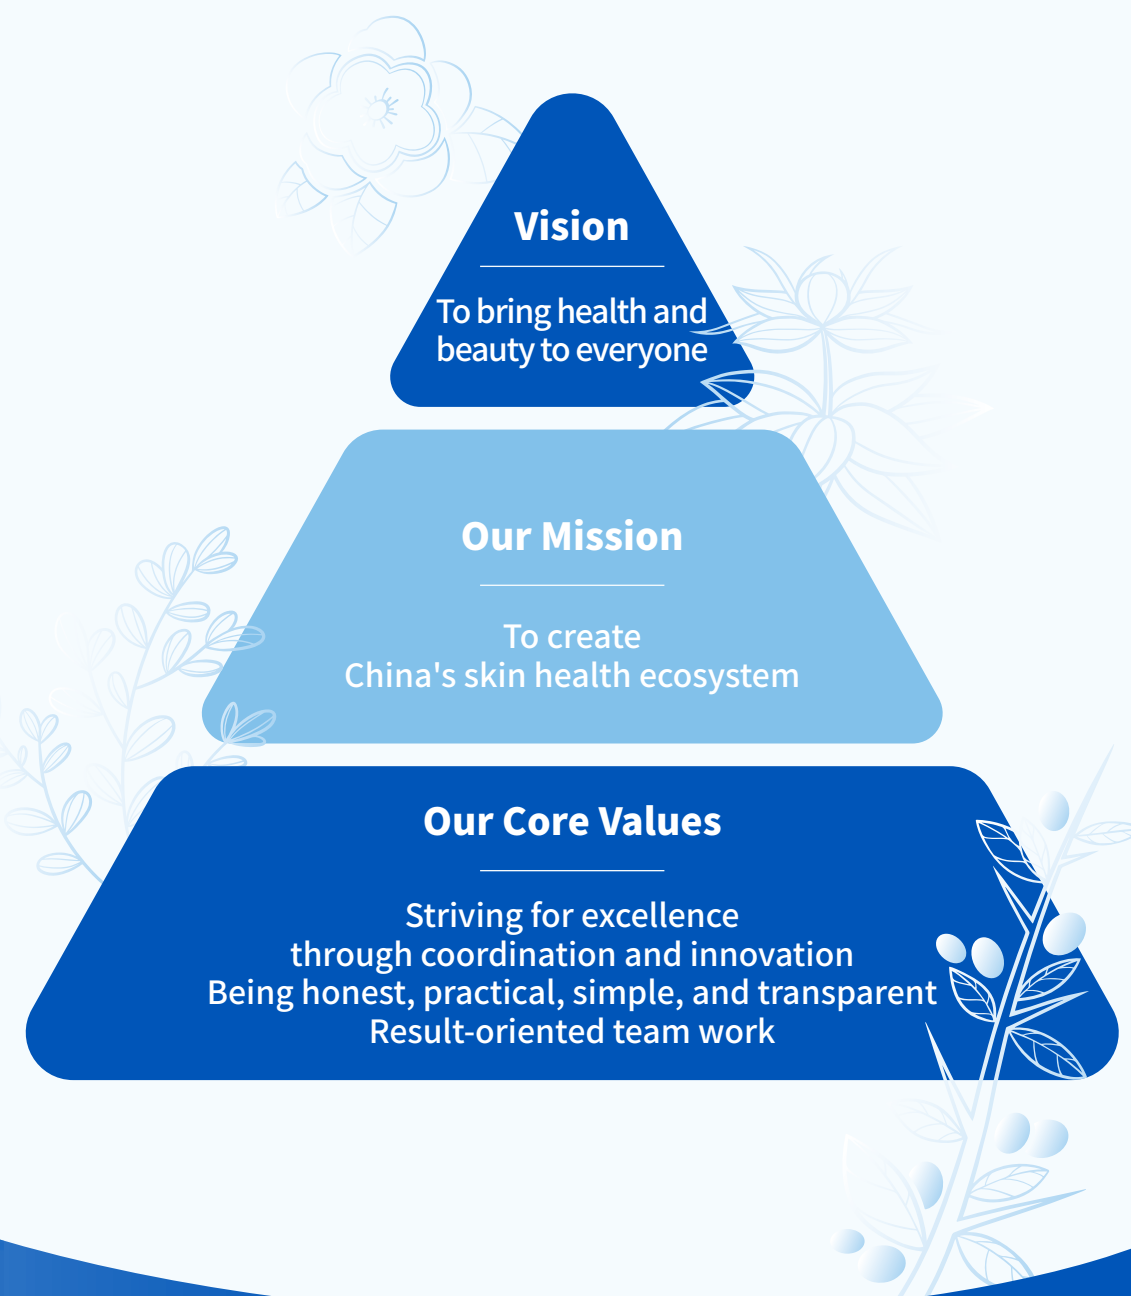 Vision
To bring health and
beauty to everyone
Our Mission
To create
China's skin health ecosystem
Our Core Values
Striving for excellence
through coordination and innovation
Being honest, practical, simple, and transparent
Result-oriented team work